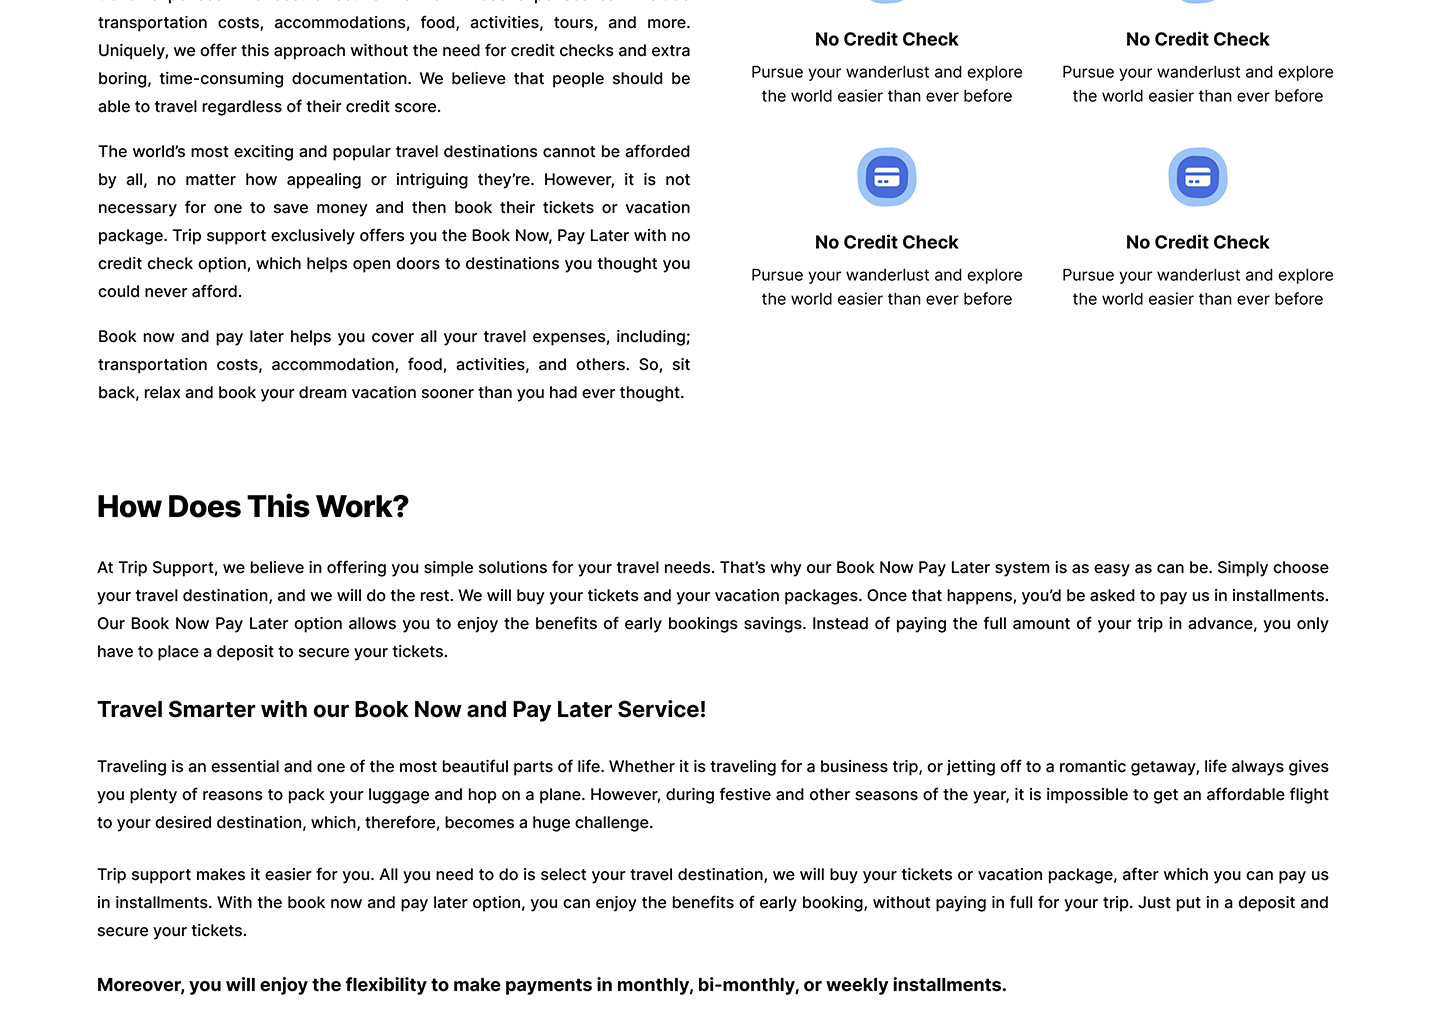 transportation costs, accommodations, food, activities, tours, and more.
Uniquely, we offer this approach without the need for credit checks and extra
boring, time-consuming documentation. We believe that people should be
able to travel regardless of their credit score.
The world’s most exciting and popular travel destinations cannot be afforded
by all, no matter how appealing or intriguing they’re. However, it is not
necessary for one to save money and then book their tickets or vacation
package. Trip support exclusively offers you the Book Now, Pay Later with no
credit check option, which helps open doors to destinations you thought you
could never afford.
Book now and pay later helps you cover all your travel expenses, including;
transportation costs, accommodation, food, activities, and others. So, sit
back, relax and book your dream vacation sooner than you had ever thought.
No Credit Check
Pursue your wanderlust and explore
the world easier than ever before
No Credit Check
Pursue your wanderlust and explore
the world easier than ever before
No Credit Check
Pursue your wanderlust and explore
the world easier than ever before
No Credit Check
Pursue your wanderlust and explore
the world easier than ever before
How Does This Work?
At Trip Support, we believe in offering you simple solutions for your travel needs. That’s why our Book Now Pay Later system is as easy as can be. Simply choose
your travel destination, and we will do the rest. We will buy your tickets and your vacation packages. Once that happens, you’d be asked to pay us in installments.
Our Book Now Pay Later option allows you to enjoy the benefits of early bookings savings. Instead of paying the full amount of your trip in advance, you only
have to place a deposit to secure your tickets.
Travel Smarter with our Book Now and Pay Later Service!
Traveling is an essential and one of the most beautiful parts of life. Whether it is traveling for a business trip, or jetting off to a romantic getaway, life always gives
you plenty of reasons to pack your luggage and hop on a plane. However, during festive and other seasons of the year, it is impossible to get an affordable flight
to your desired destination, which, therefore, becomes a huge challenge.
Trip support makes it easier for you. All you need to do is select your travel destination, we will buy your tickets or vacation package, after which you can pay us
in installments. With the book now and pay later option, you can enjoy the benefits of early booking, without paying in full for your trip. Just put in a deposit and
secure your tickets.
Moreover, you will enjoy the flexibility to make payments in monthly, bi-monthly, or weekly installments.